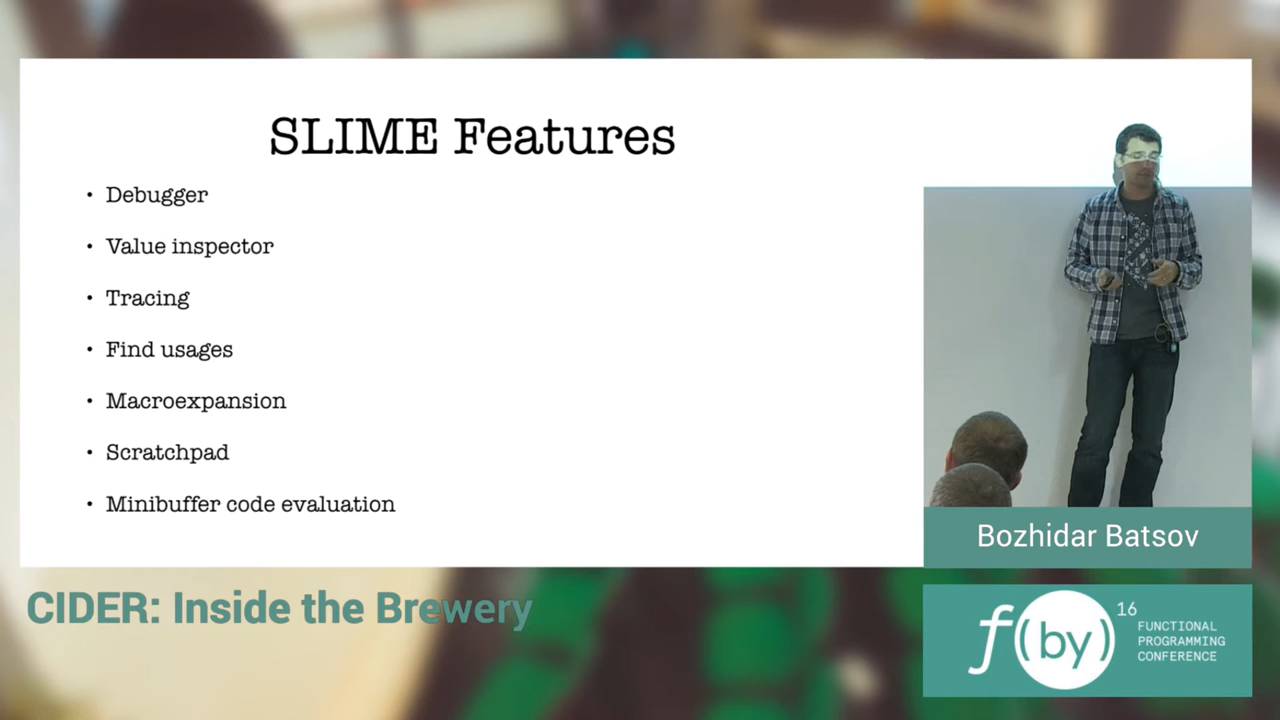 SLIME Features
• Debugger
• Value inspector
• Tracing
• Find usages
• Macroexpansion
• Scratchpad
• Minibuffer code evaluation
Bozhidar Batsov
CIDER: Inside the Brewery
f(by) 16
FUNCTIONAL
PROGRAMMING
CONFERENCE